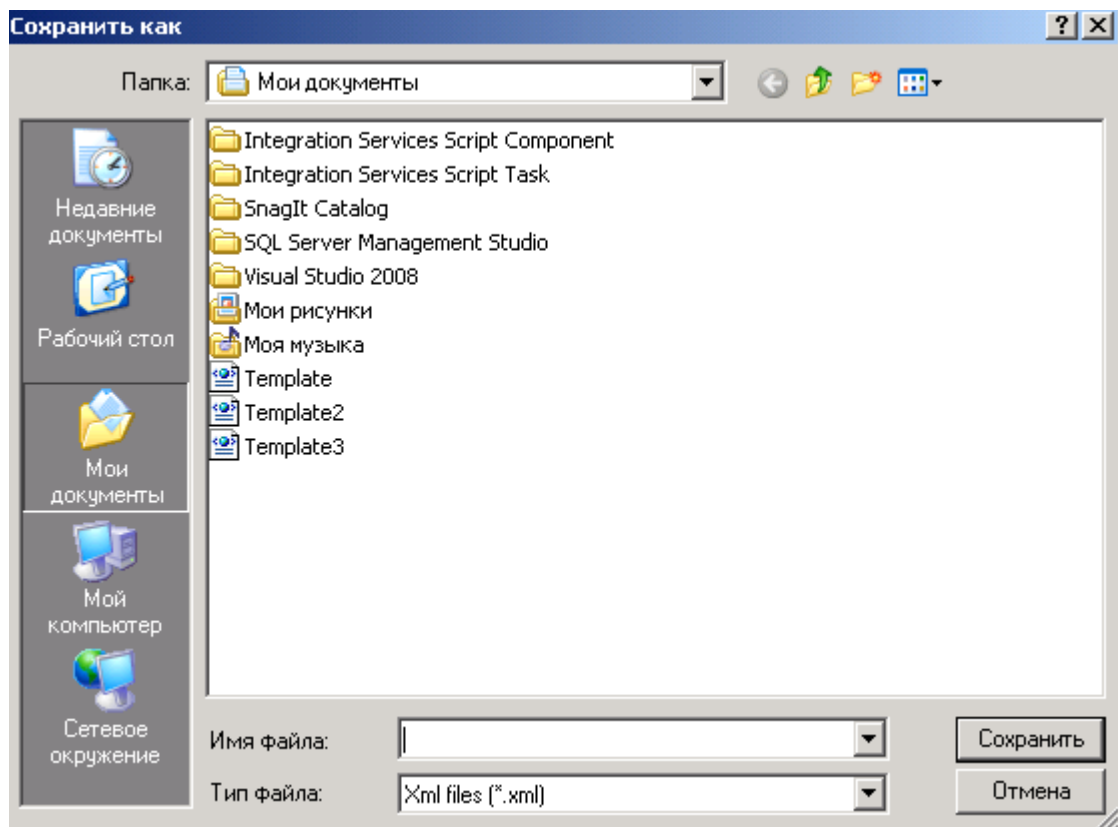 Сохранить как
Папка: Мои документы
Недавние
документы
Рабочий стол
Мои
документы
Мой
компьютер
Сетевое
окружение
Integration Services Script Component
Integration Services Script Task
SnagIt Catalog
SQL Server Management Studio
Visual Studio 2008
Мои рисунки
Моя музыка
Template
Template2
Template3
Имя файла: Сохранить
Тип файла: Xml files (*.xml) Отмена